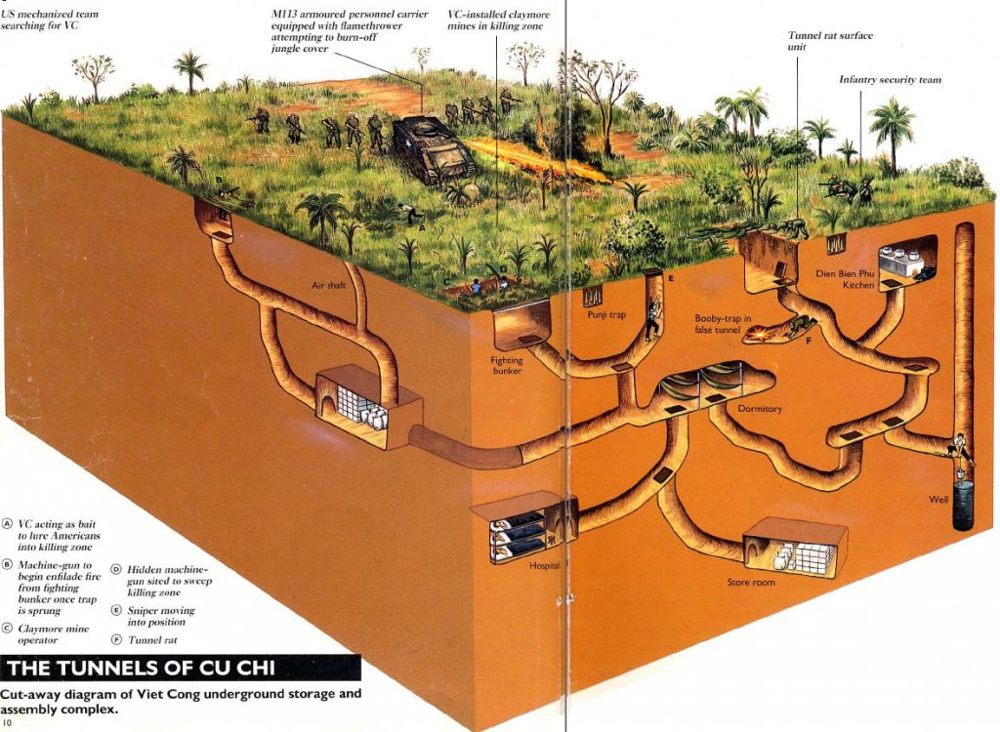 US mechanized team
searching for VC
M113 armoured personnel carrier
equipped with flamethrower
attempting to burn-off
jungle cover
VC-installed claymore
mines in killing zone
Tunnel rat surface
unit
Infantry security team
B
C
D
E
Air shaft
Punji trap
Dien Bien Phu
Kitchen
Booby-trap in
false tunnel
F
Fighting
bunker
Dormitory
Well
Hospital
Store room
A VC acting as bait
to lure Americans
into killing zone
B Machine-gun to
begin enfilade fire
from fighting
bunker once trap
is sprung
C Claymore mine
operator
D Hidden machine-
gun sited to sweep
killing zone
E Sniper moving
into position
F Tunnel rat
THE TUNNELS OF CU CHI
Cut-away diagram of Viet Cong underground storage and
assembly complex.
10